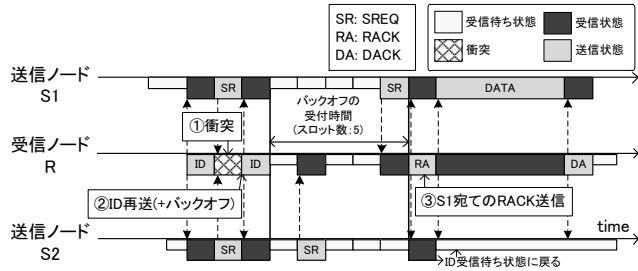 SR: SREQ
RA: RACK
DA: DACK
受信待ち状態
受信状態
衝突
送信状態
送信ノード
S1
SR
SR
DATA
①衝突
バックオフの
受付時間
(スロット数:5)
受信ノード
R
ID
ID
RA
DA
②ID再送(+バックオフ)
③S1宛てのRACK送信
送信ノード
S2
time
SR
SR
ID受信待ち状態に戻る